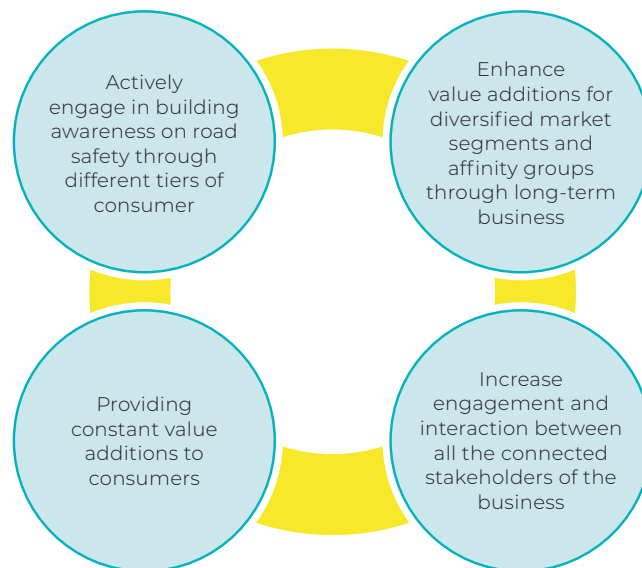 Actively
engage in building
awareness on road
safety through
different tiers of
consumer
Enhance
value additions for
diversified market
segments and
affinity groups
through long-term
business
Providing
constant value
additions to
consumers
Increase
engagement and
interaction between
all the connected
stakeholders of the
business